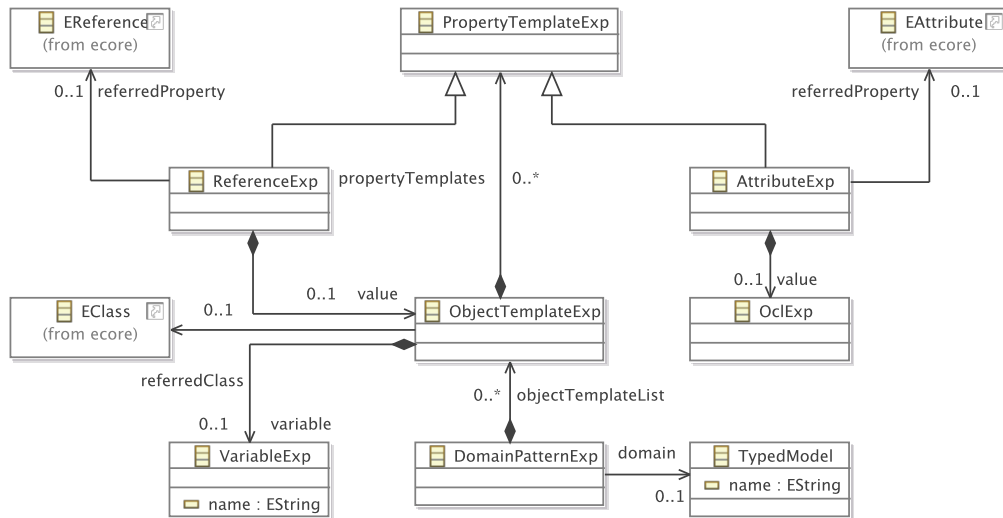 EReference
(from ecore)
PropertyTemplateExp
EAttribute
(from ecore)
0..1 referredProperty
referredProperty 0..1
ReferenceExp
propertyTemplates 0..*
AttributeExp
0..1 value
0..1 value
EClass
(from ecore)
0..1
ObjectTemplateExp
OclExp
referredClass
0..* objectTemplateList
0..1 variable
VariableExp
name : EString
DomainPatternExp
domain
0..1
TypedModel
name : EString